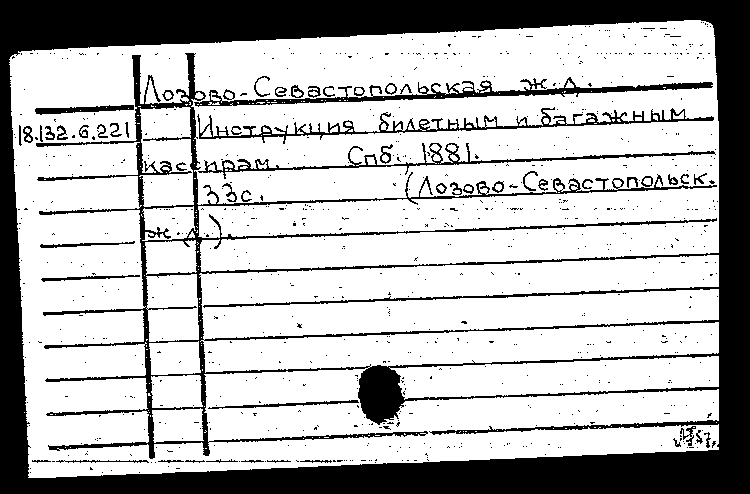 Лозово-Севастопольская ж.д.
18.132.6.221 Инструкция билетным и багажным
кассирам. Спб., 1881.
33с. (Лозово-Севастопольск.
ж.д.).